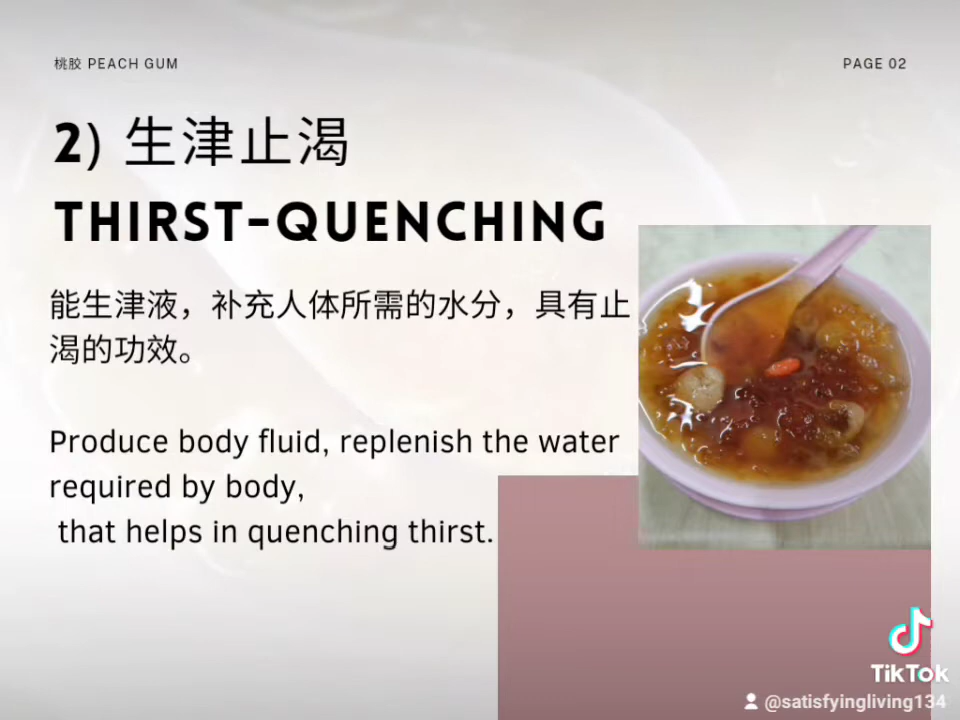 桃胶 PEACH GUM
PAGE 02
2) 生津止渴
THIRST-QUENCHING
能生津液，补充人体所需的水分，具有止
渴的功效。
Produce body fluid, replenish the water
required by body,
that helps in quenching thirst.
TikTok
@satisfyingliving134